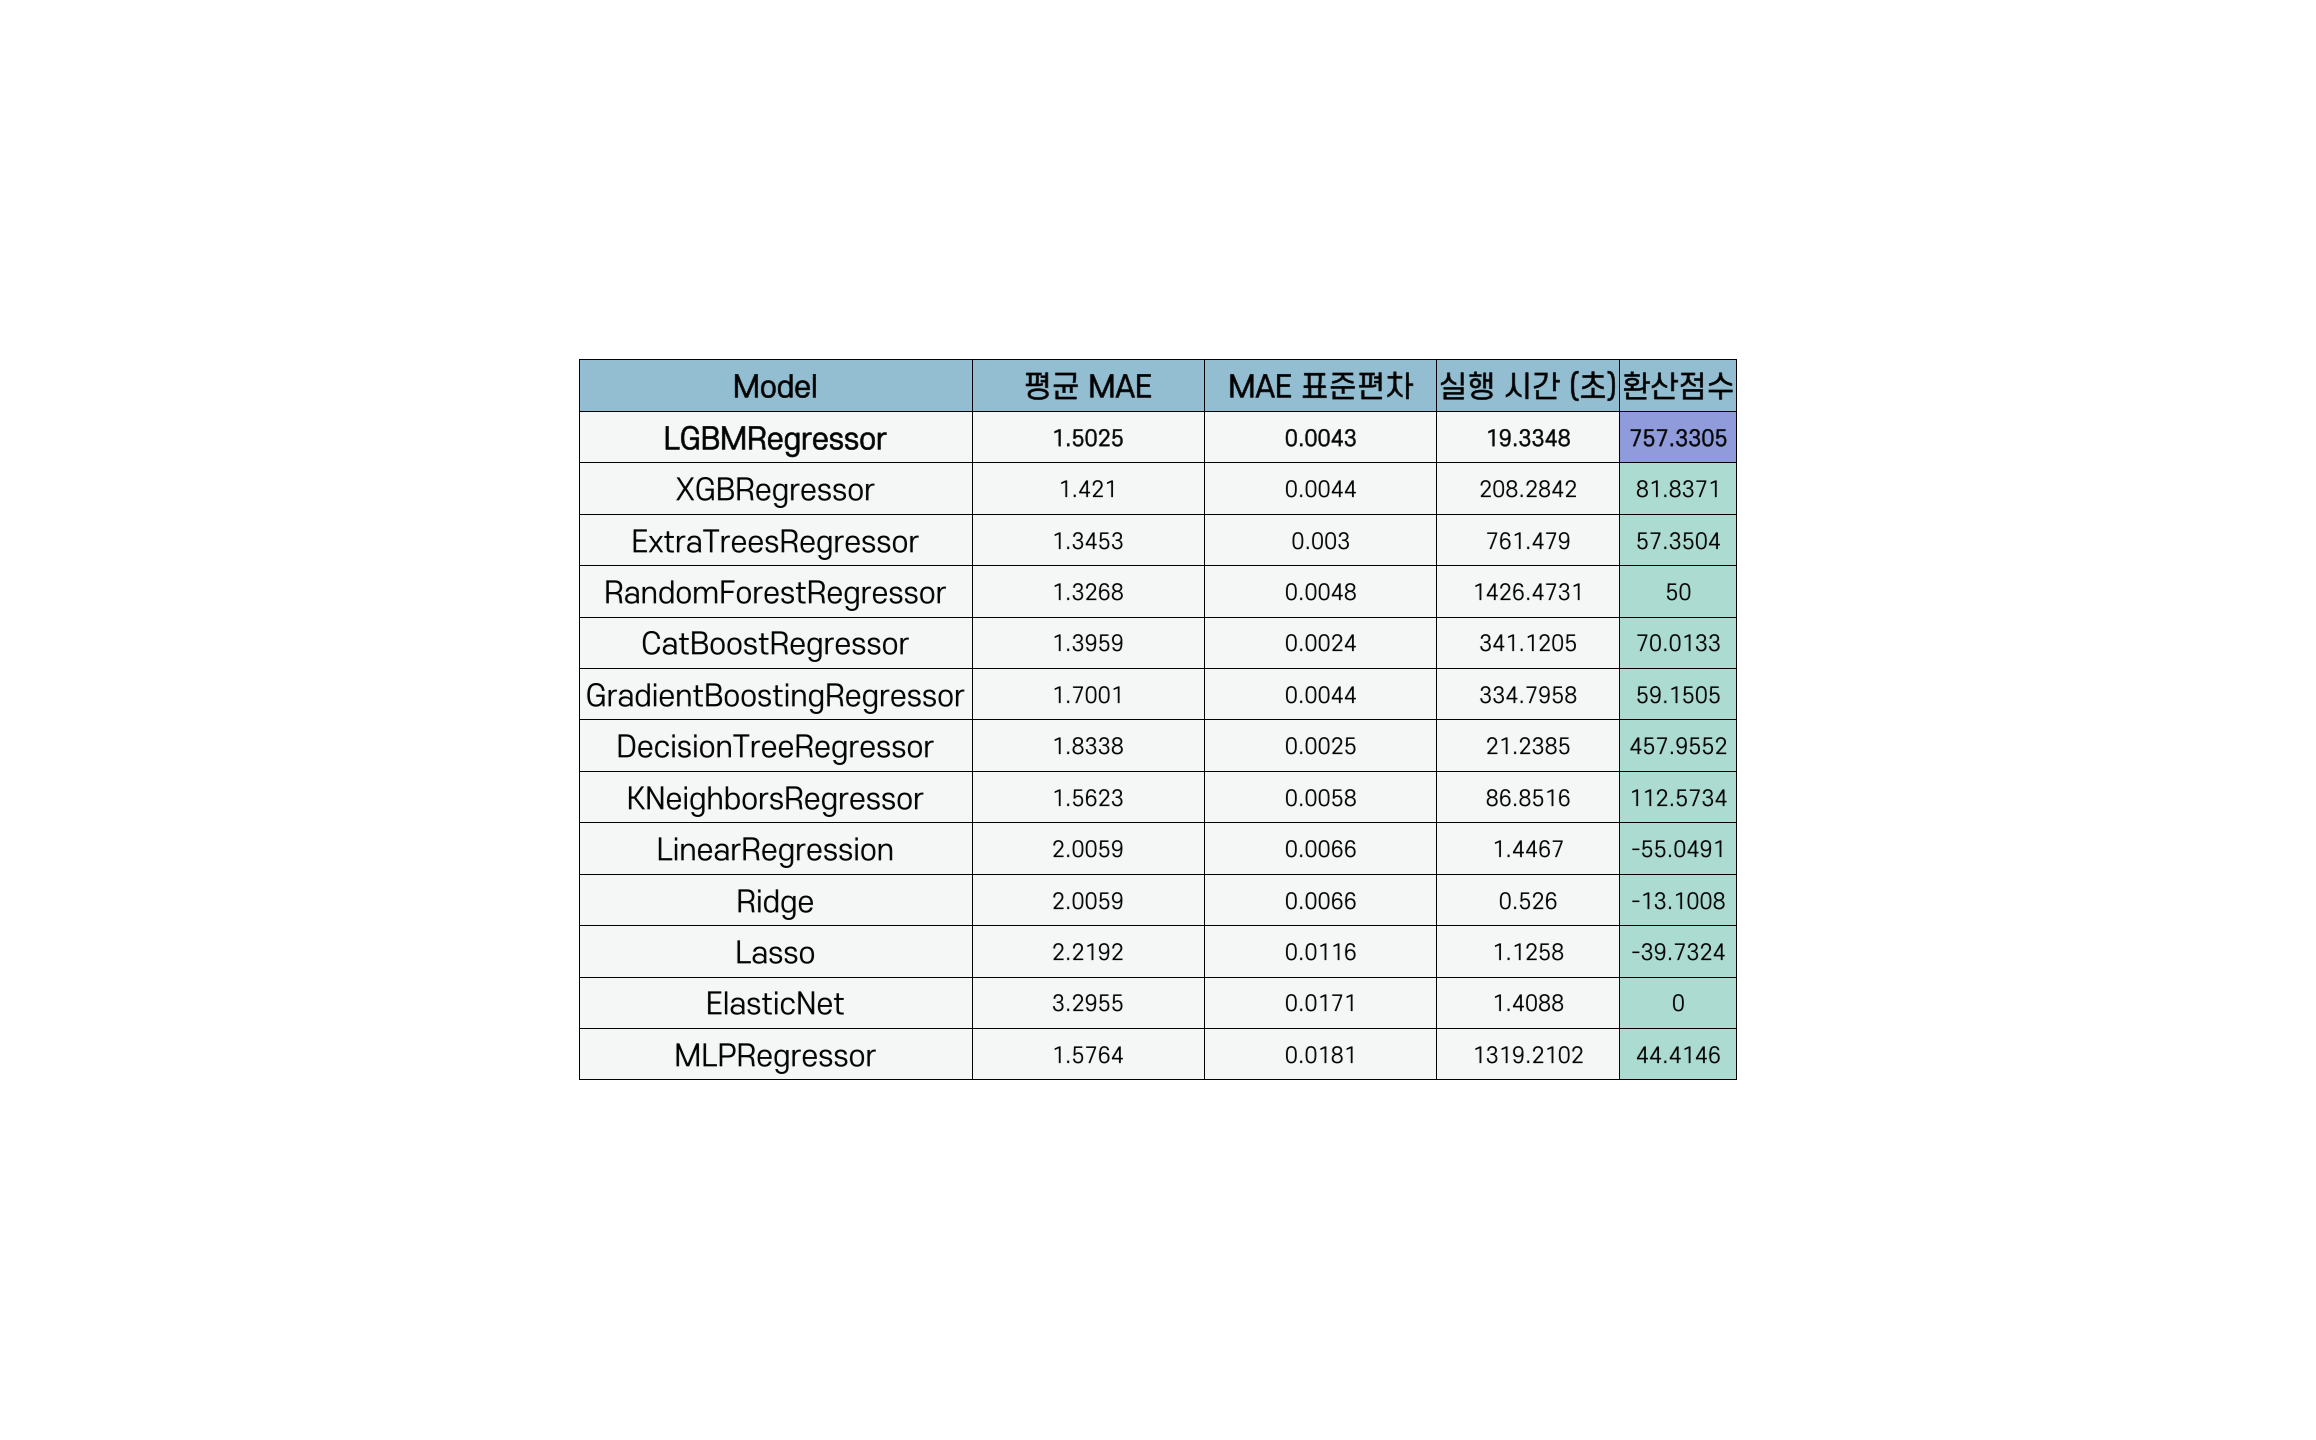 Model 평균 MAE MAE 표준편차 실행 시간 (초) 환산점수
LGBMRegressor 1.5025 0.0043 19.3348 757.3305
XGBRegressor 1.421 0.0044 208.2842 81.8371
ExtraTreesRegressor 1.3453 0.003 761.479 57.3504
RandomForestRegressor 1.3268 0.0048 1426.4731 50
CatBoostRegressor 1.3959 0.0024 341.1205 70.0133
GradientBoostingRegressor 1.7001 0.0044 334.7958 59.1505
DecisionTreeRegressor 1.8338 0.0025 21.2385 457.9552
KNeighborsRegressor 1.5623 0.0058 86.8516 112.5734
LinearRegression 2.0059 0.0066 1.4467 -55.0491
Ridge 2.0059 0.0066 0.526 -13.1008
Lasso 2.2192 0.0116 1.1258 -39.7324
ElasticNet 3.2955 0.0171 1.4088 0
MLPRegressor 1.5764 0.0181 1319.2102 44.4146